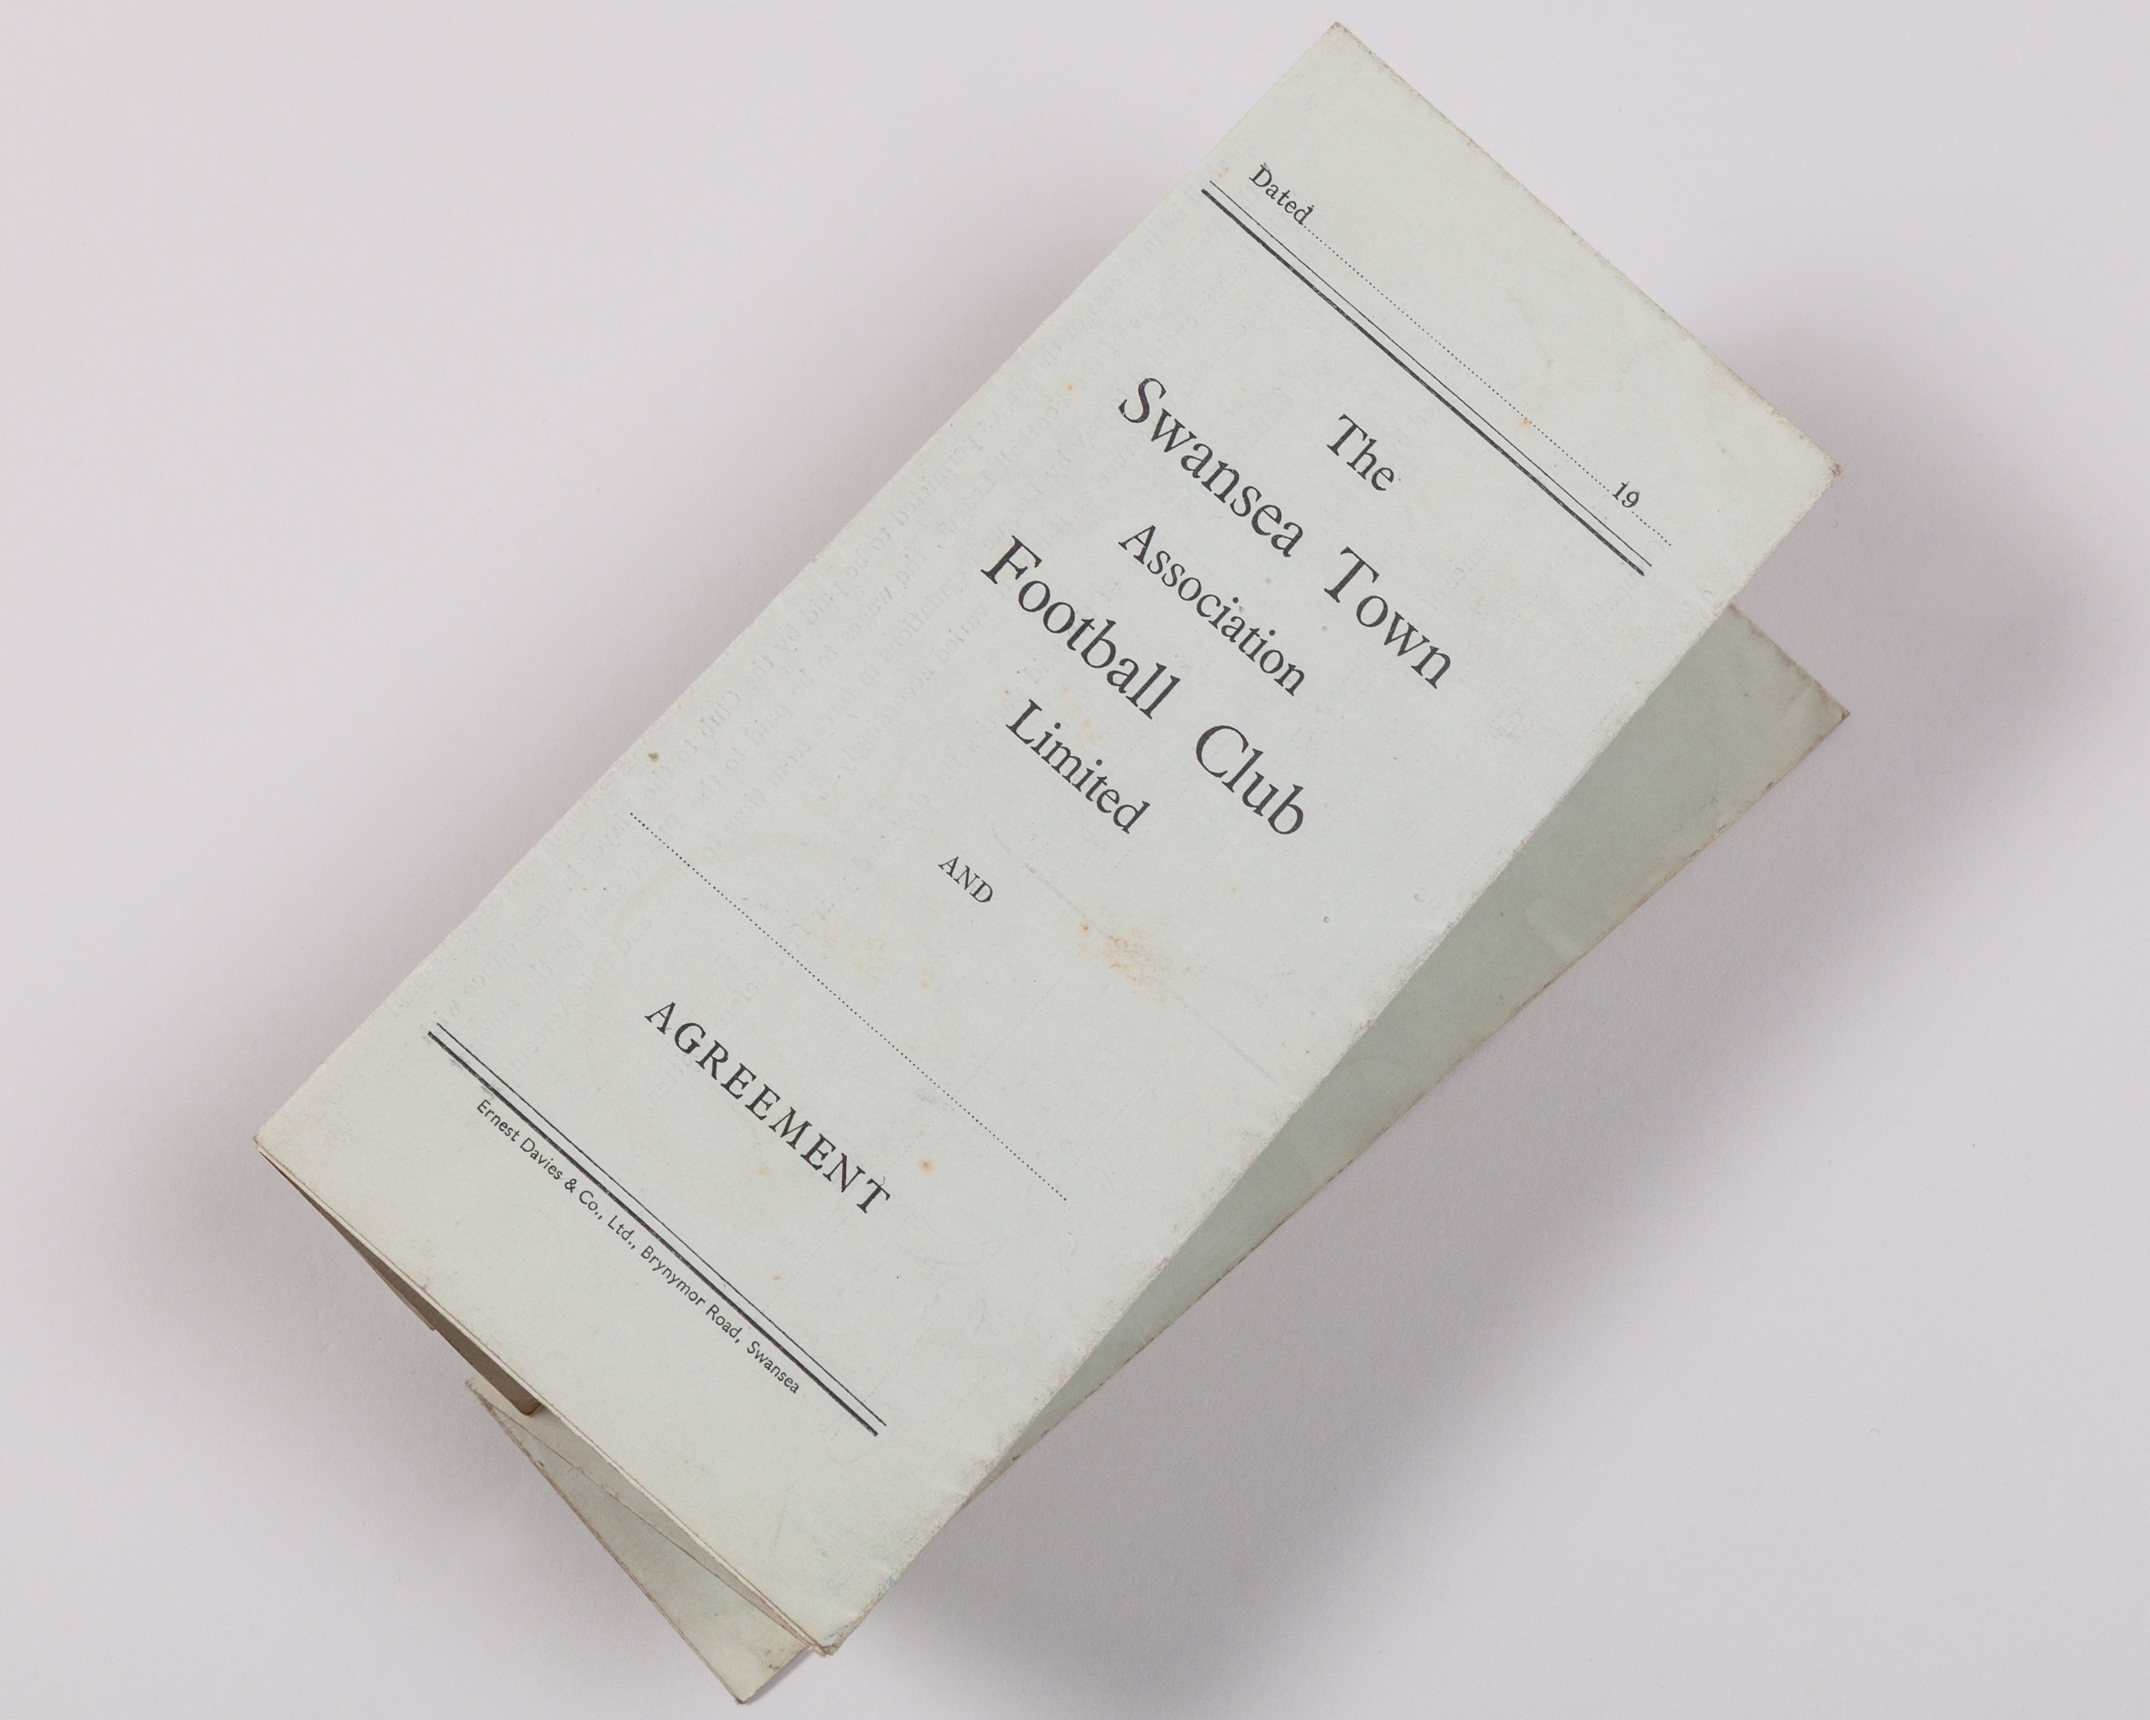 Dated 19
The
Swansea Town
Association
Football Club
Limited
AND
AGREEMENT
Ernest Davies & Co., Ltd., Brynymor Road, Swansea